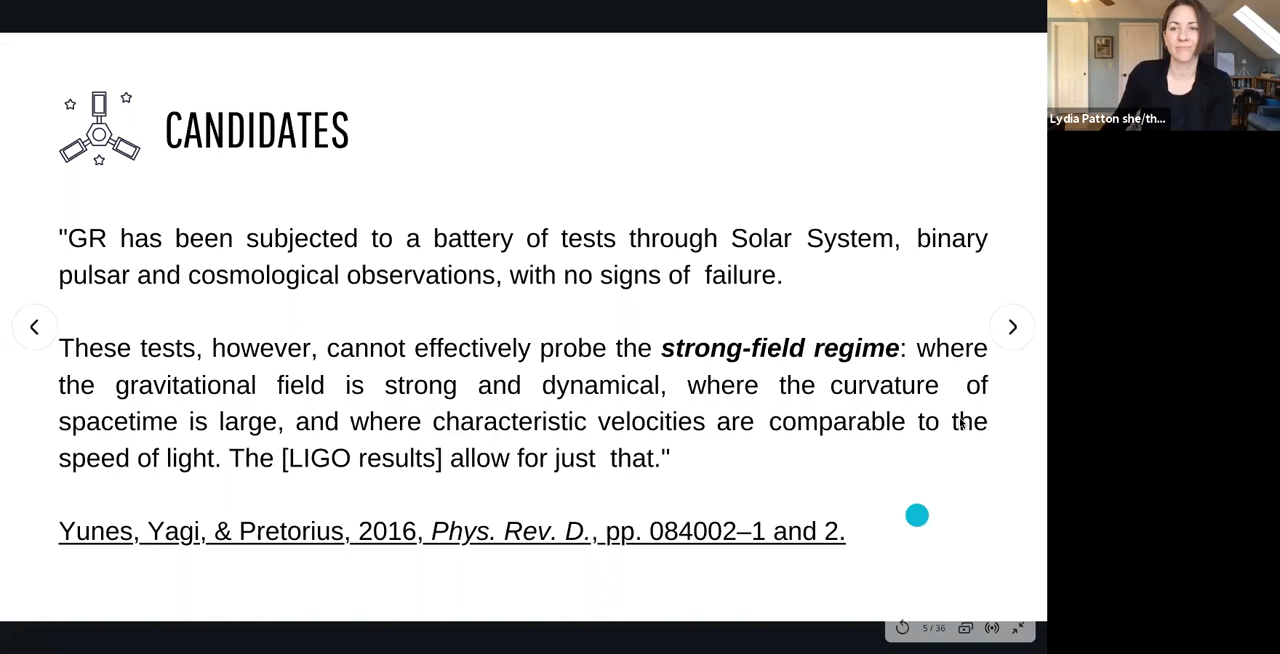 CANDIDATES
"GR has been subjected to a battery of tests through Solar System, binary
pulsar and cosmological observations, with no signs of failure.
These tests, however, cannot effectively probe the strong-field regime: where
the gravitational field is strong and dynamical, where the curvature of
spacetime is large, and where characteristic velocities are comparable to the
speed of light. The [LIGO results] allow for just that."
Yunes, Yagi, & Pretorius, 2016, Phys. Rev. D., pp. 084002–1 and 2.
5 / 36
Lydia Patton she/th...